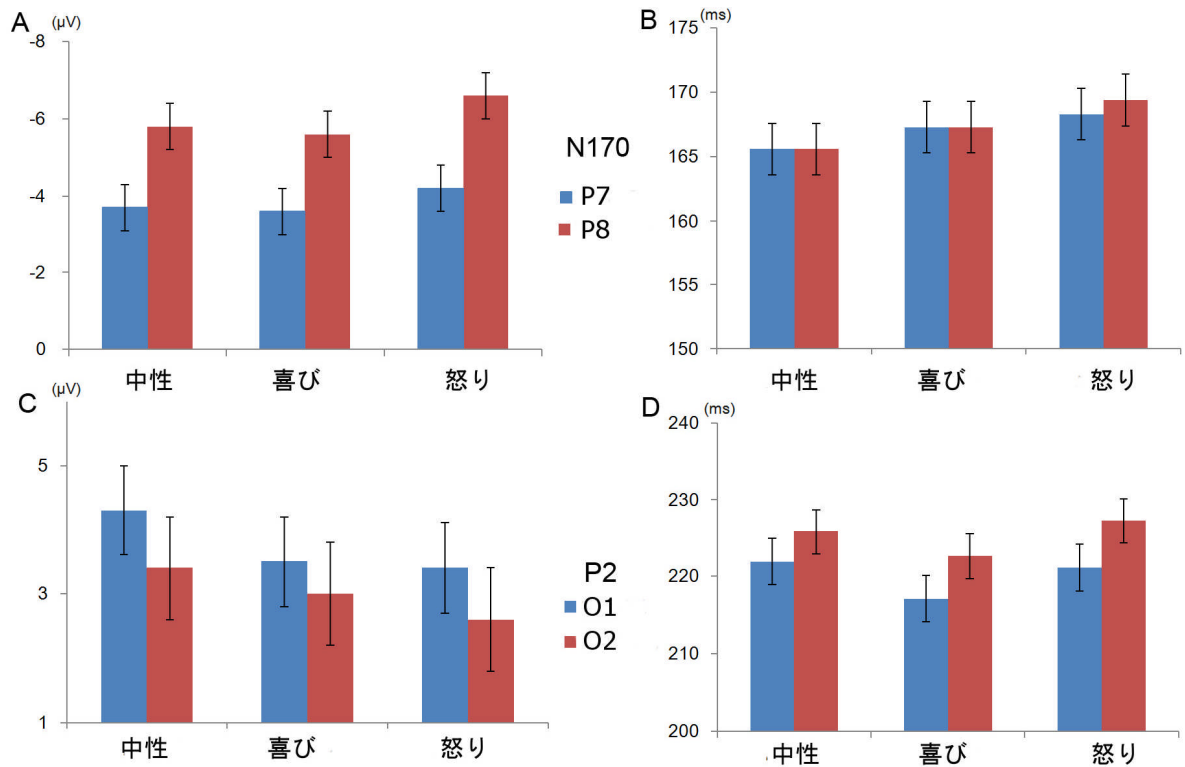 A
(μV)
-8
-6
-4
-2
0
中性
喜び
怒り
N170
P7
P8
B
(ms)
175
170
165
160
155
150
中性
喜び
怒り
C
(μV)
5
3
1
中性
喜び
怒り
P2
O1
O2
D
(ms)
240
230
220
210
200
中性
喜び
怒り